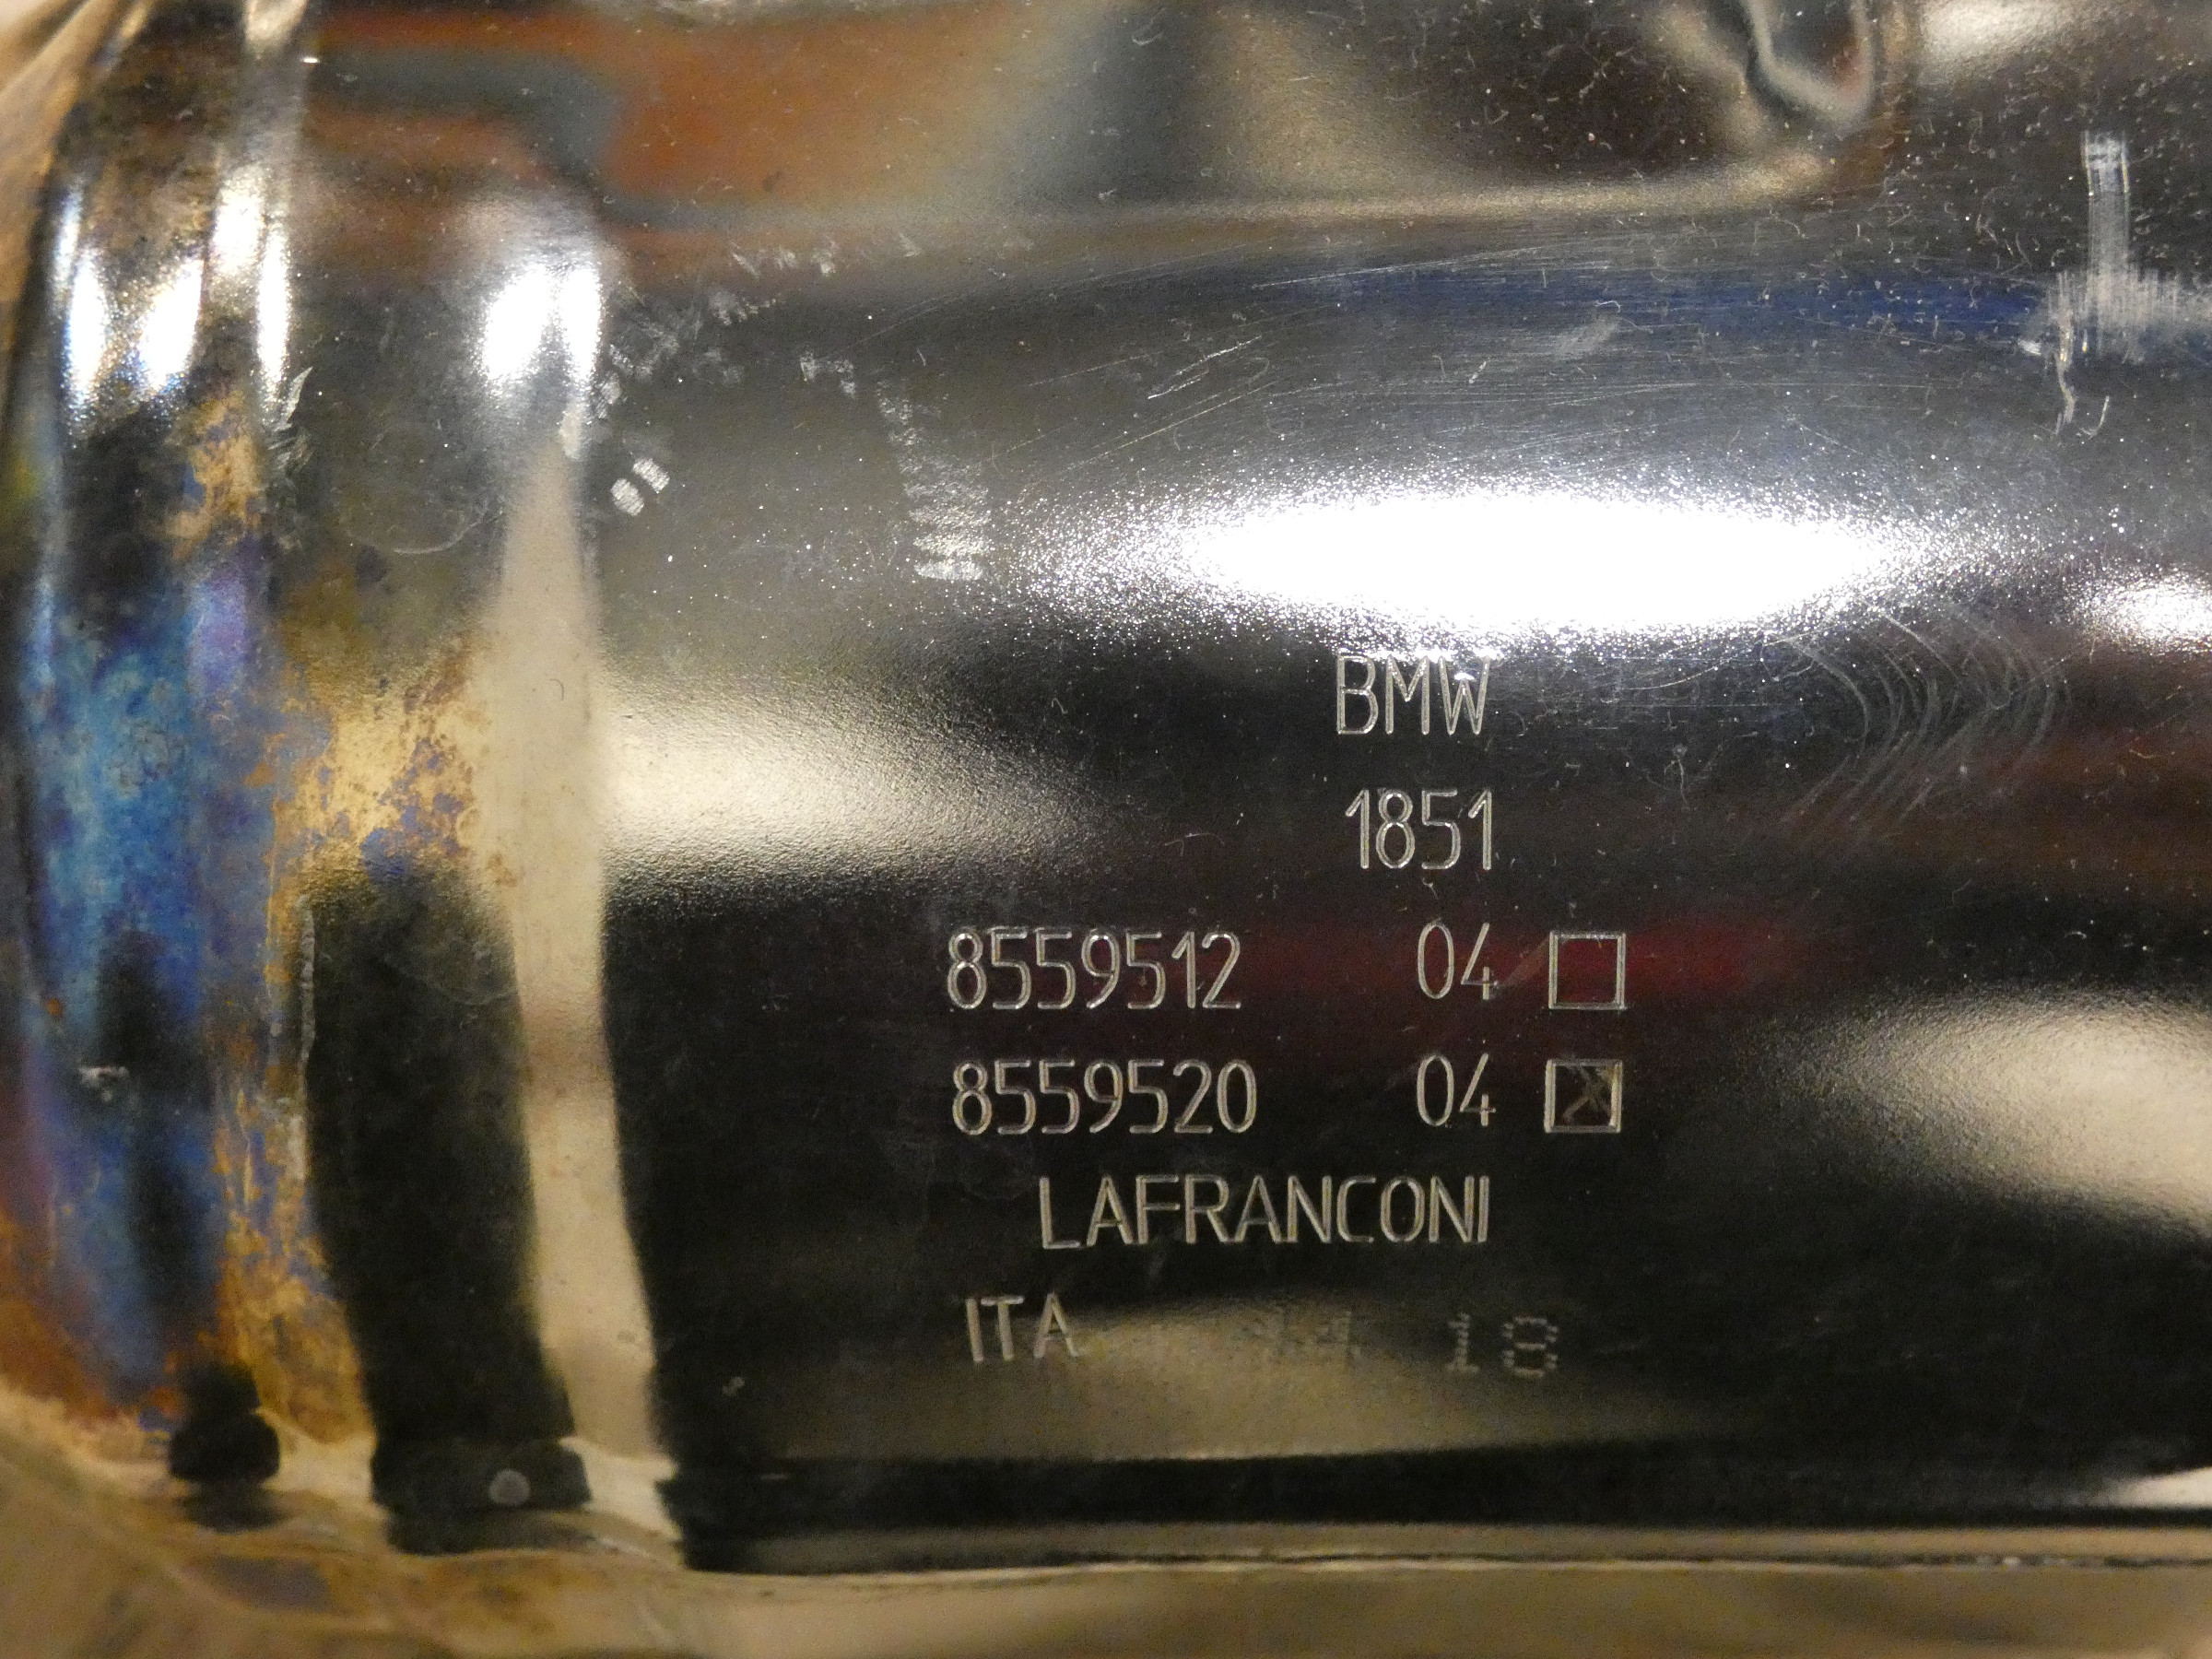 BMW
1851
8559512 04
8559520 04
LAFRANCONI
ITA 18